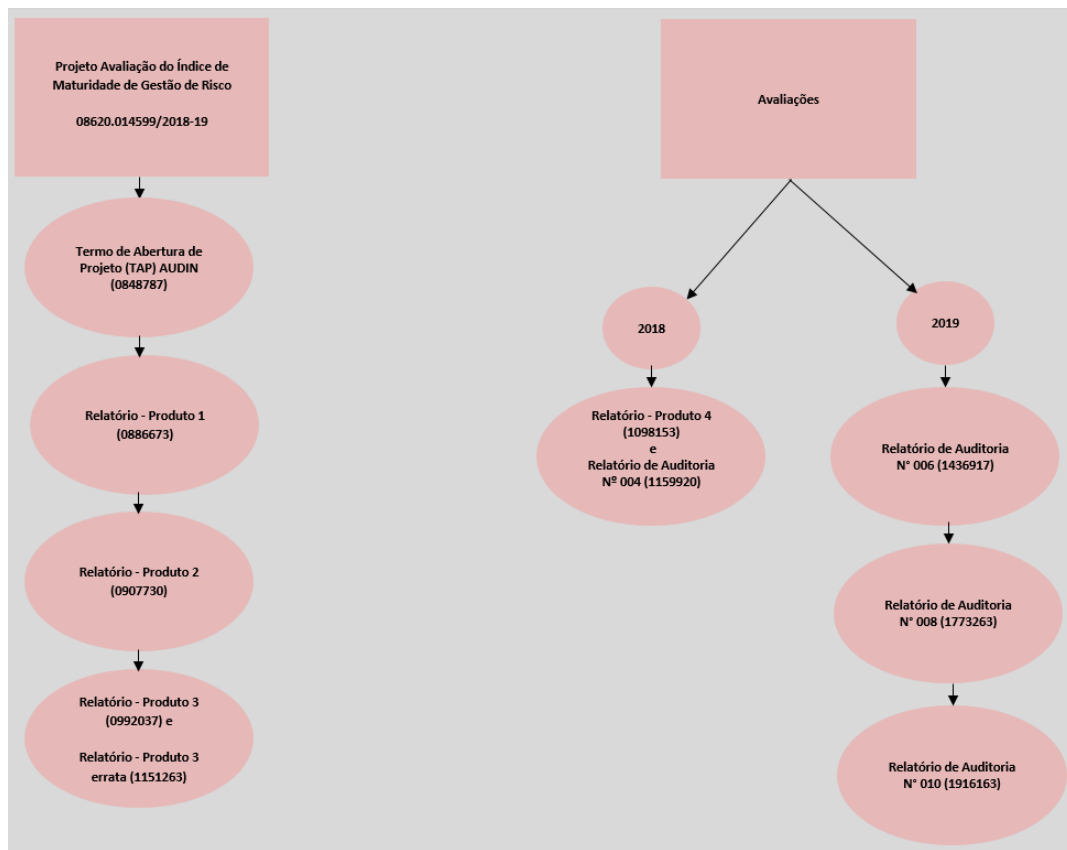 Projeto Avaliação do Índice de
Maturidade de Gestão de Risco
08620.014599/2018-19
Termo de Abertura de
Projeto (TAP) AUDIN
(0848787)
Relatório - Produto 1
(0886673)
Relatório - Produto 2
(0907730)
Relatório - Produto 3
(0992037) e
Relatório - Produto 3
errata (1151263)
Avaliações
2018
Relatório - Produto 4
(1098153)
e
Relatório de Auditoria
Nº 004 (1159920)
2019
Relatório de Auditoria
N° 006 (1436917)
Relatório de Auditoria
N° 008 (1773263)
Relatório de Auditoria
N° 010 (1916163)